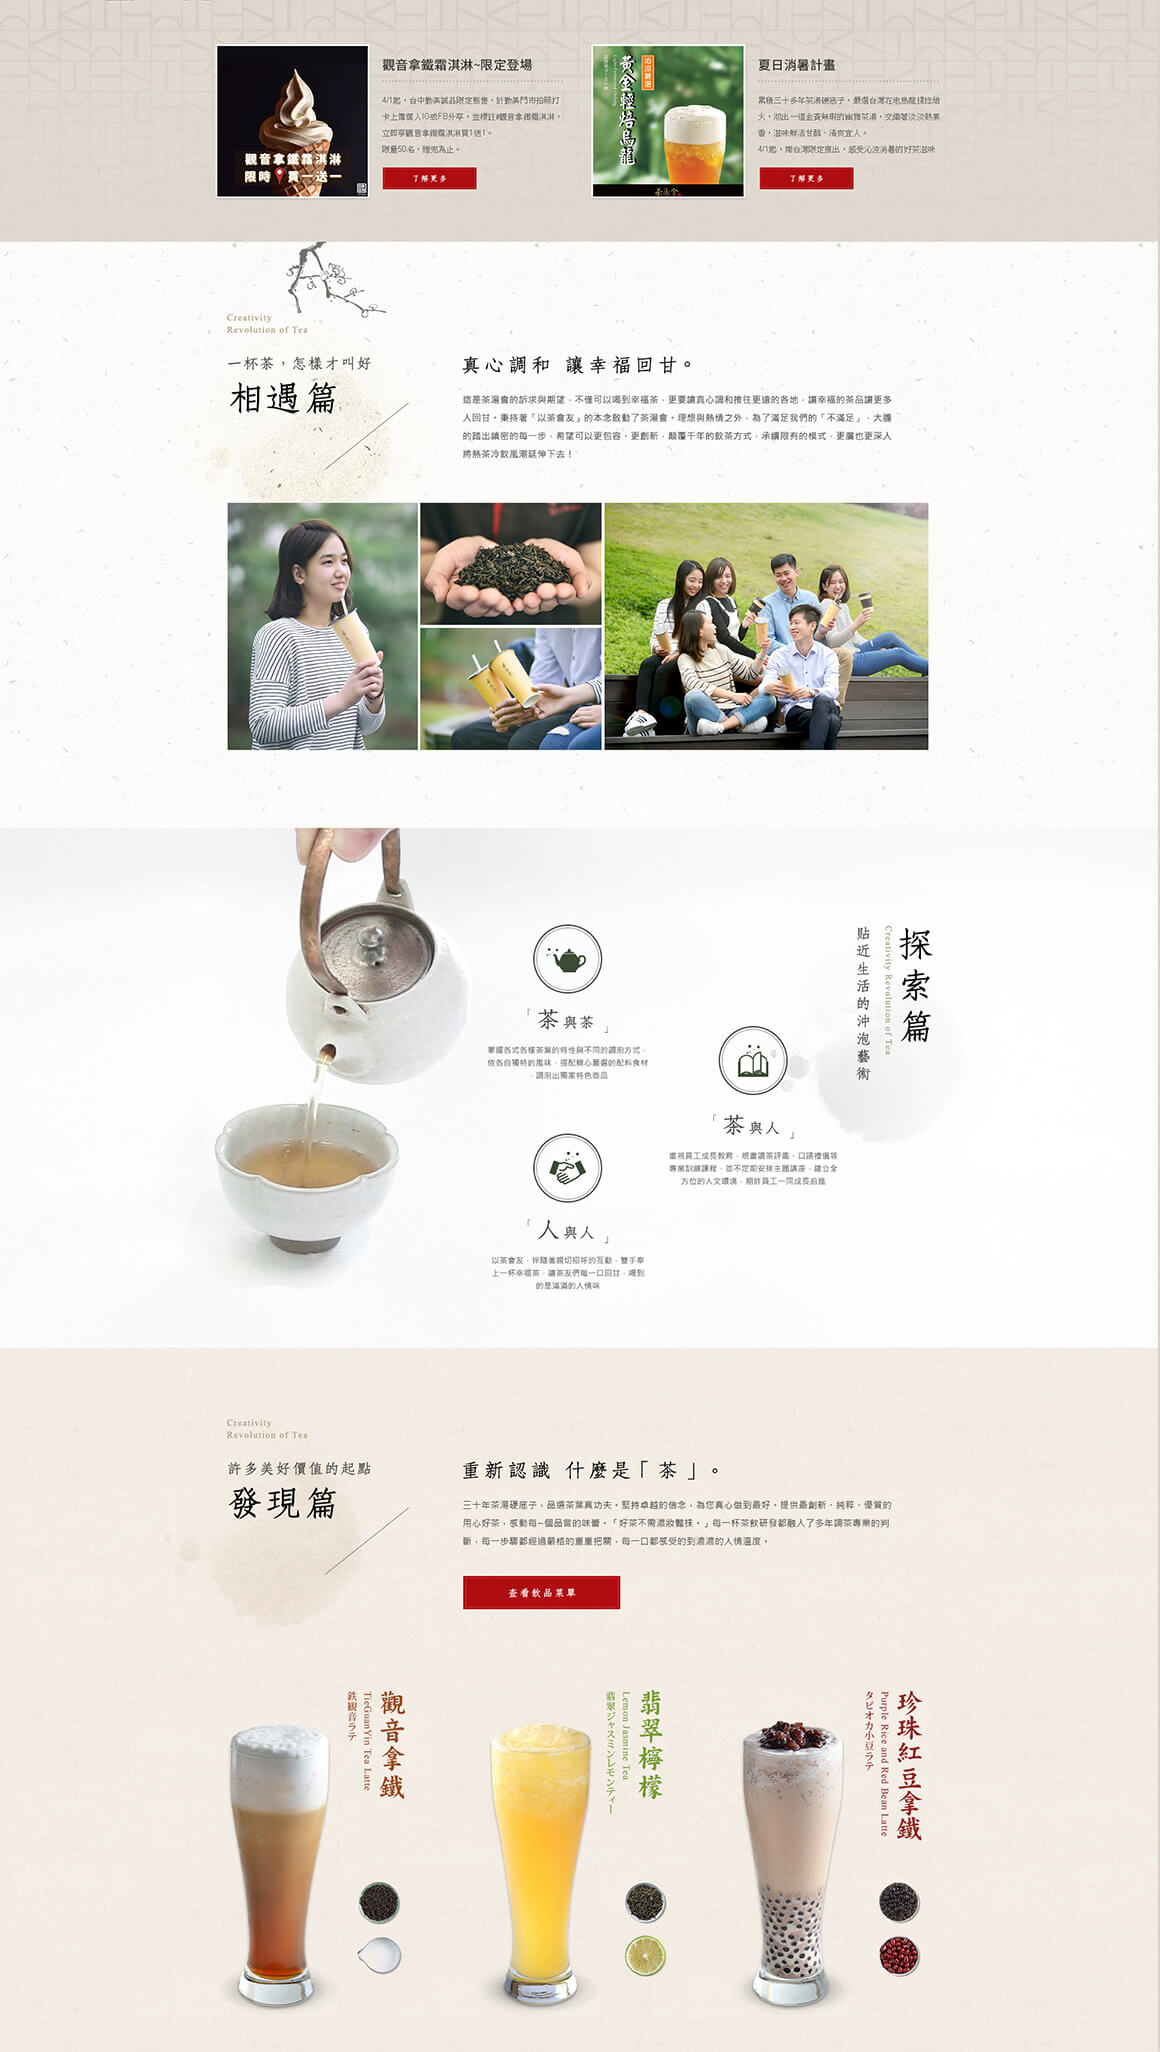 觀音拿鐵霜淇淋
限時 買一送一
觀音拿鐵霜淇淋~限定登場
4/1起，台中勤美誠品限定販售，於勤美門市拍照打
卡上傳個人IG或FB分享，並標註#觀音拿鐵霜淇淋，
立即享觀音拿鐵霜淇淋買1送1。
限量50名，贈完為止。
了解更多
沁涼嚴選
黃金輕焙烏龍
茶湯會
夏日消暑計畫
累積三十多年茶湯硬底子，嚴選台灣在地烏龍揉捻焙
火，沏出一道金黃無暇的幽雅茶湯，交織著淡淡熟果
香，滋味鮮活甘醇、清爽宜人。
4/1起，南台灣限定推出，感受沁涼消暑的好茶滋味
了解更多
Creativity
Revolution of Tea
一杯茶，怎樣才叫好
相遇篇
真心調和 讓幸福回甘。
這是茶湯會的訴求與期望，不僅可以喝到幸福茶，更要讓真心調和推往更遠的各地，讓幸福的茶品讓更多
人回甘。秉持著「以茶會友」的本念啟動了茶湯會。理想與熱情之外，為了滿足我們的「不滿足」，大膽
的踏出縝密的每一步，希望可以更包容、更創新，顛覆千年的飲茶方式，承續限有的模式，更廣也更深入
將熱茶冷飲風潮延伸下去！
探索篇
Creativity Revolution of Tea
貼近生活的沖泡藝術
「茶與茶」
掌握各式各樣茶葉的特性與不同的調泡方式，
依各自獨特的風味，搭配精心嚴選的配料食材
，調泡出獨家特色商品
「茶與人」
重視員工成長教育，規畫調茶評鑑、口語禮儀等
專業訓練課程，並不定期安排主題講座，建立全
方位的人文環境，期許員工一同成長前進
「人與人」
以茶會友，伴隨著親切招呼的互動，雙手奉
上一杯幸福茶，讓茶友們每一口回甘，喝到
的是滿滿的人情味
Creativity
Revolution of Tea
許多美好價值的起點
發現篇
重新認識 什麼是「茶」。
三十年茶湯硬底子，品選茶葉真功夫。堅持卓越的信念，為您真心做到最好。提供最創新、純粹、優質的
用心好茶，感動每~個品嘗的味蕾。「好茶不需濃妝豔抹。」每一杯茶飲研發都融入了多年調茶專業的判
斷，每一步驟都經過嚴格的重重把關，每一口都感受的到濃濃的人情溫度。
查看飲品菜單
觀音拿鐵
TieGuanYin Tea Latte
鉄観音ラテ
翡翠檸檬
Lemon Jasmine Tea
翡翠ジャスミンレモンティー
珍珠紅豆拿鐵
Purple Rice and Red Bean Latte
タピオカ小豆ラテ